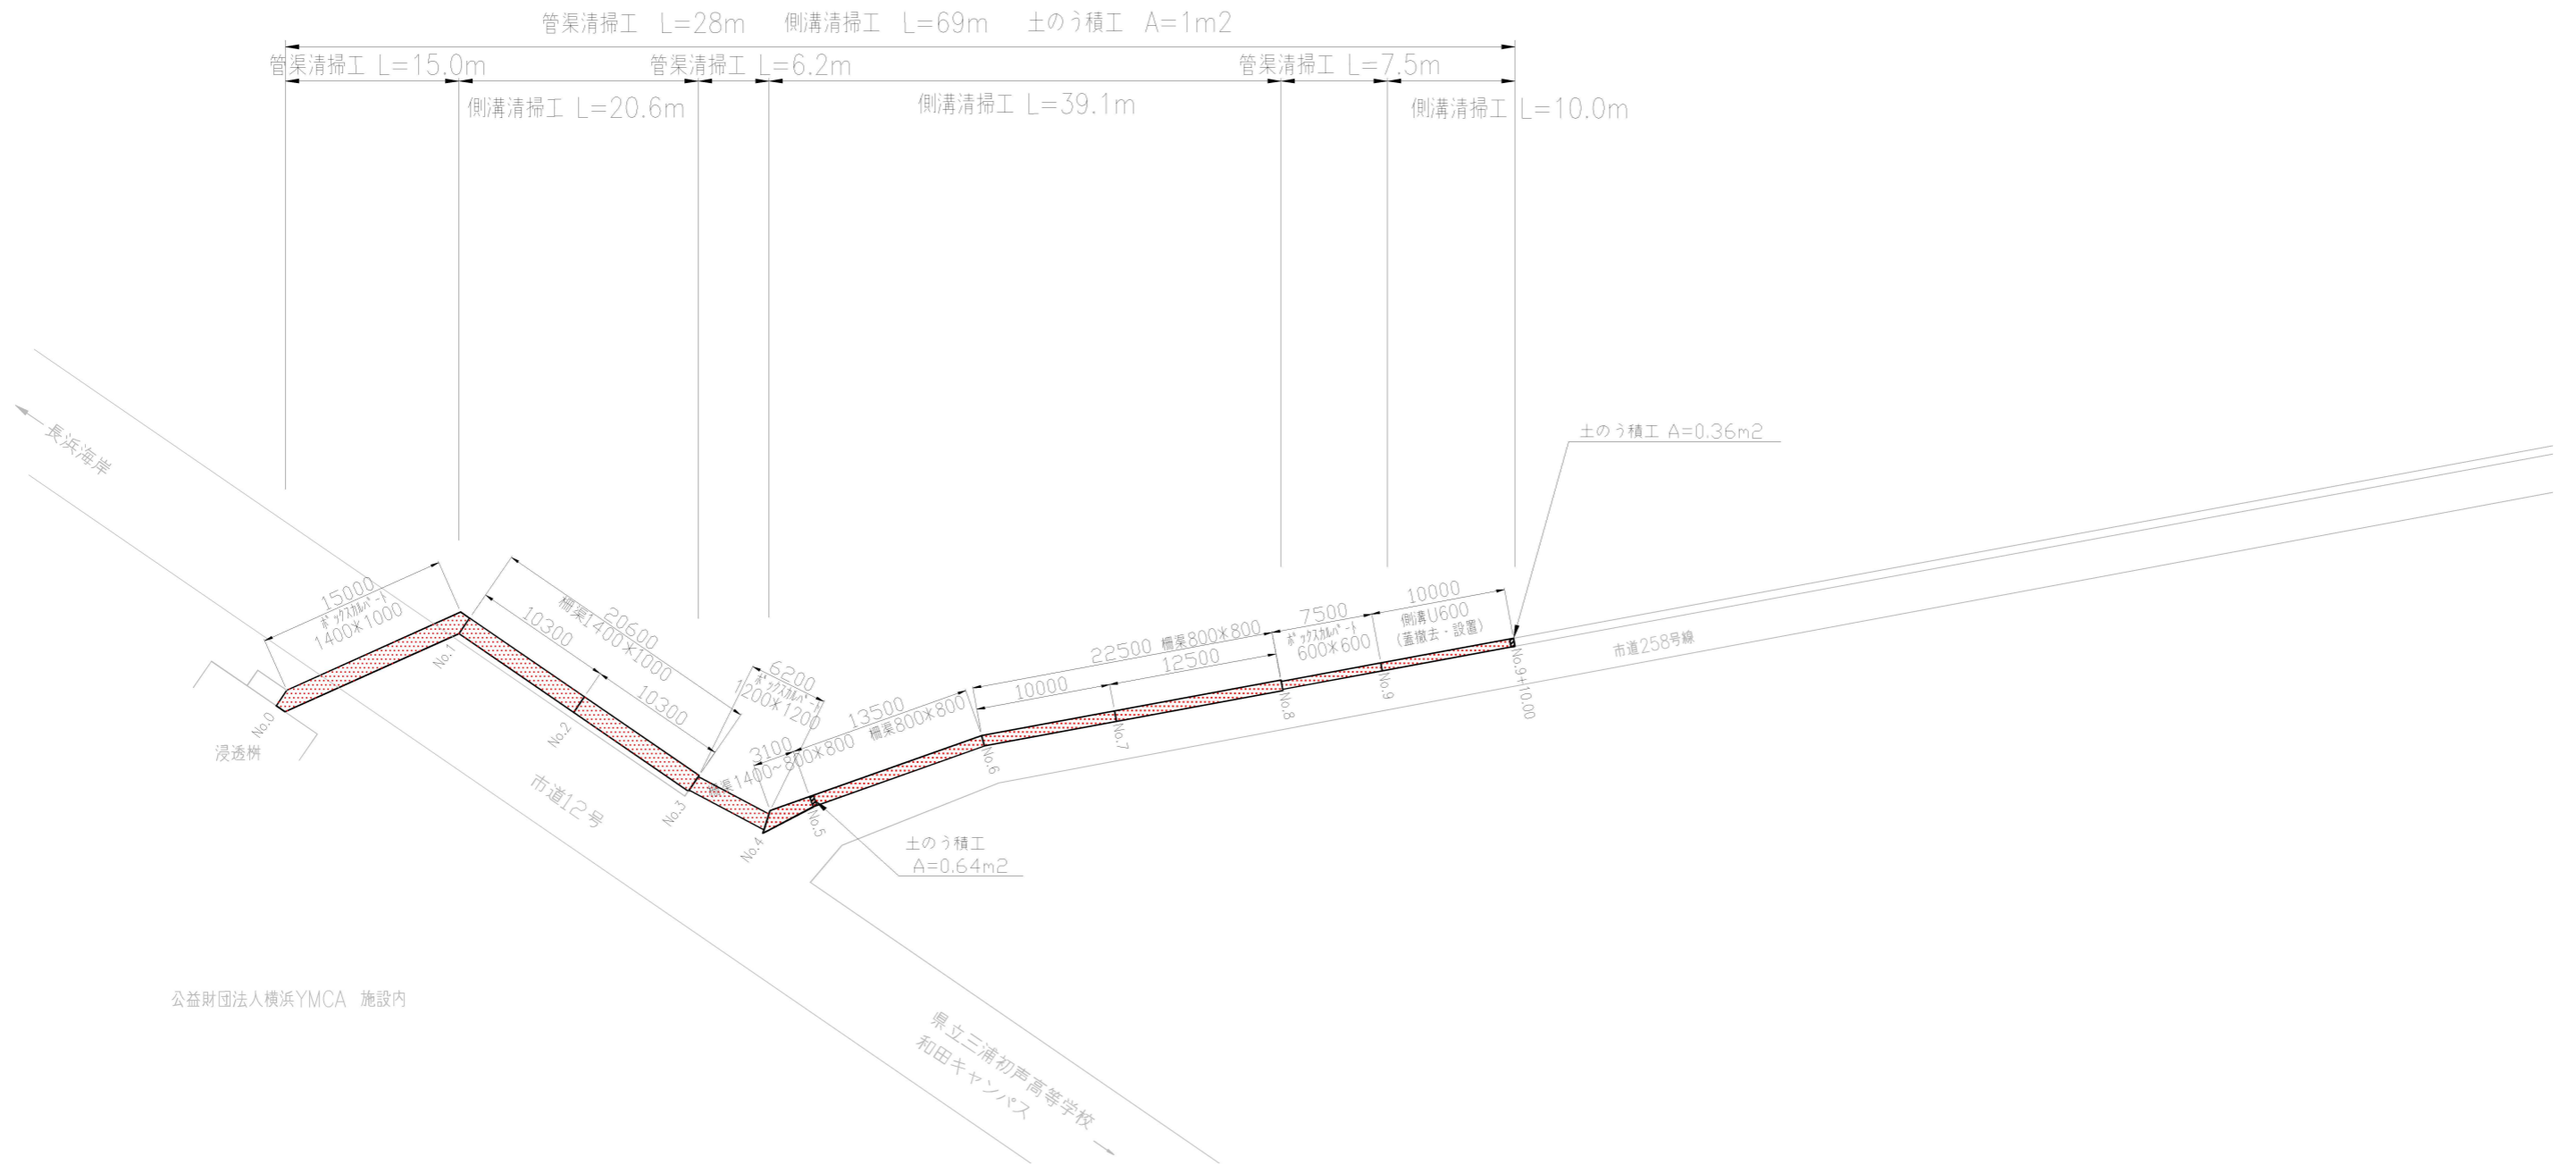 管渠清掃工 L=28m 側溝清掃工 L=69m 土のう積工 A=1m2
管渠清掃工 L=15.0m
管渠清掃工 L=6.2m
管渠清掃工 L=7.5m
側溝清掃工 L=20.6m
側溝清掃工 L=39.1m
側溝清掃工 L=10.0m
長浜海岸
土のう積工 A=0.36m2
15000
ボックスカルバート
1400*1000
20600
柵渠1400*1000
10300
10300
6200
ボックスカルバート
1200*1200
3100
柵渠1400~800*800
13500
柵渠800*800
22500 柵渠800*800
10000
12500
7500
ボックスカルバート
600*600
10000
側溝U600
(蓋撤去・設置)
市道258号線
No.0
No.1
No.2
No.3
No.4
No.5
No.6
No.7
No.8
No.9
No.9+10.00
浸透桝
市道12号
土のう積工
A=0.64m2
公益財団法人横浜YMCA 施設内
県立三浦初声高等学校
和田キャンパス